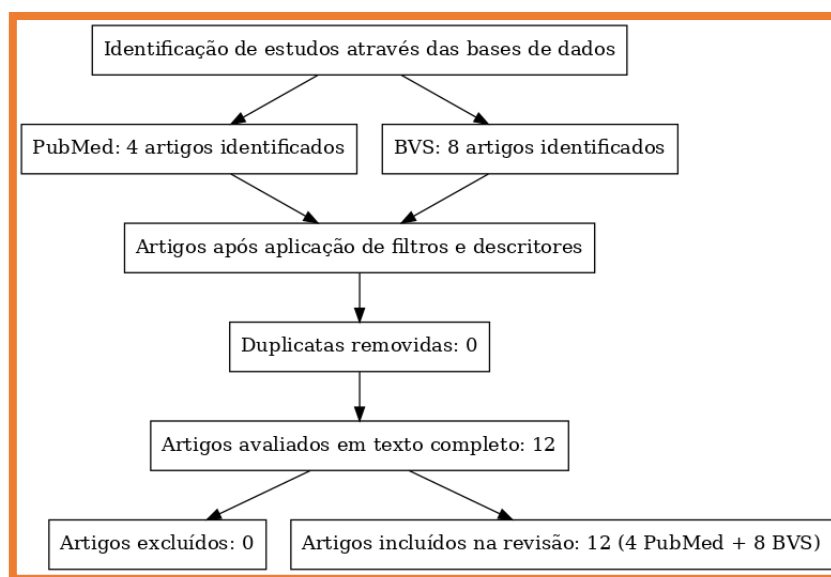 Identificação de estudos através das bases de dados
PubMed: 4 artigos identificados
BVS: 8 artigos identificados
Artigos após aplicação de filtros e descritores
Duplicatas removidas: 0
Artigos avaliados em texto completo: 12
Artigos excluídos: 0
Artigos incluídos na revisão: 12 (4 PubMed + 8 BVS)